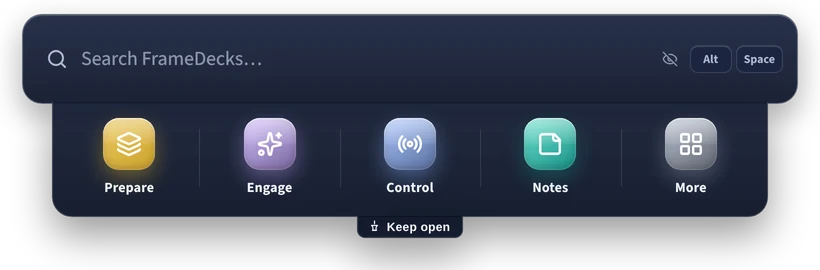 Search FrameDecks…
Alt
Space
Prepare
Engage
Control
Notes
More
Keep open